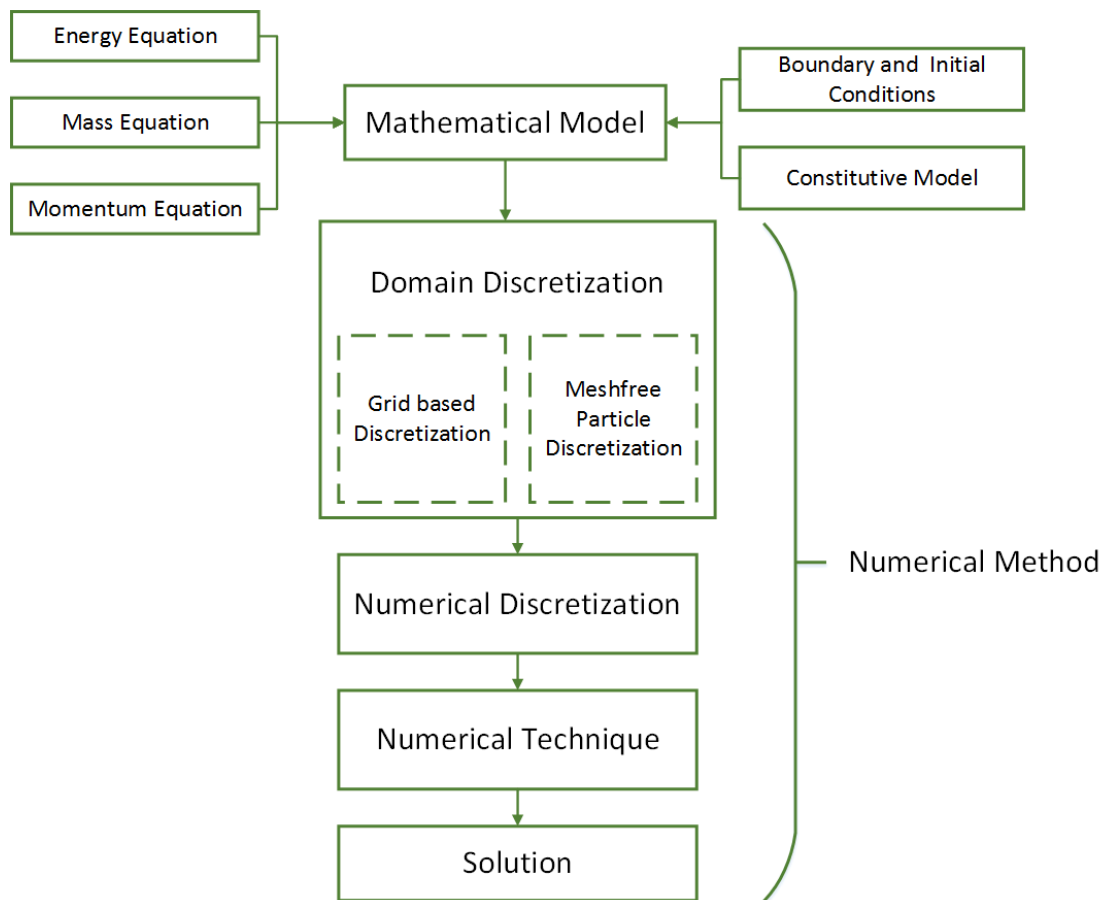 Energy Equation
Mass Equation
Momentum Equation
Mathematical Model
Boundary and Initial
Conditions
Constitutive Model
Domain Discretization
Grid based
Discretization
Meshfree
Particle
Discretization
Numerical Discretization
Numerical Technique
Solution
Numerical Method